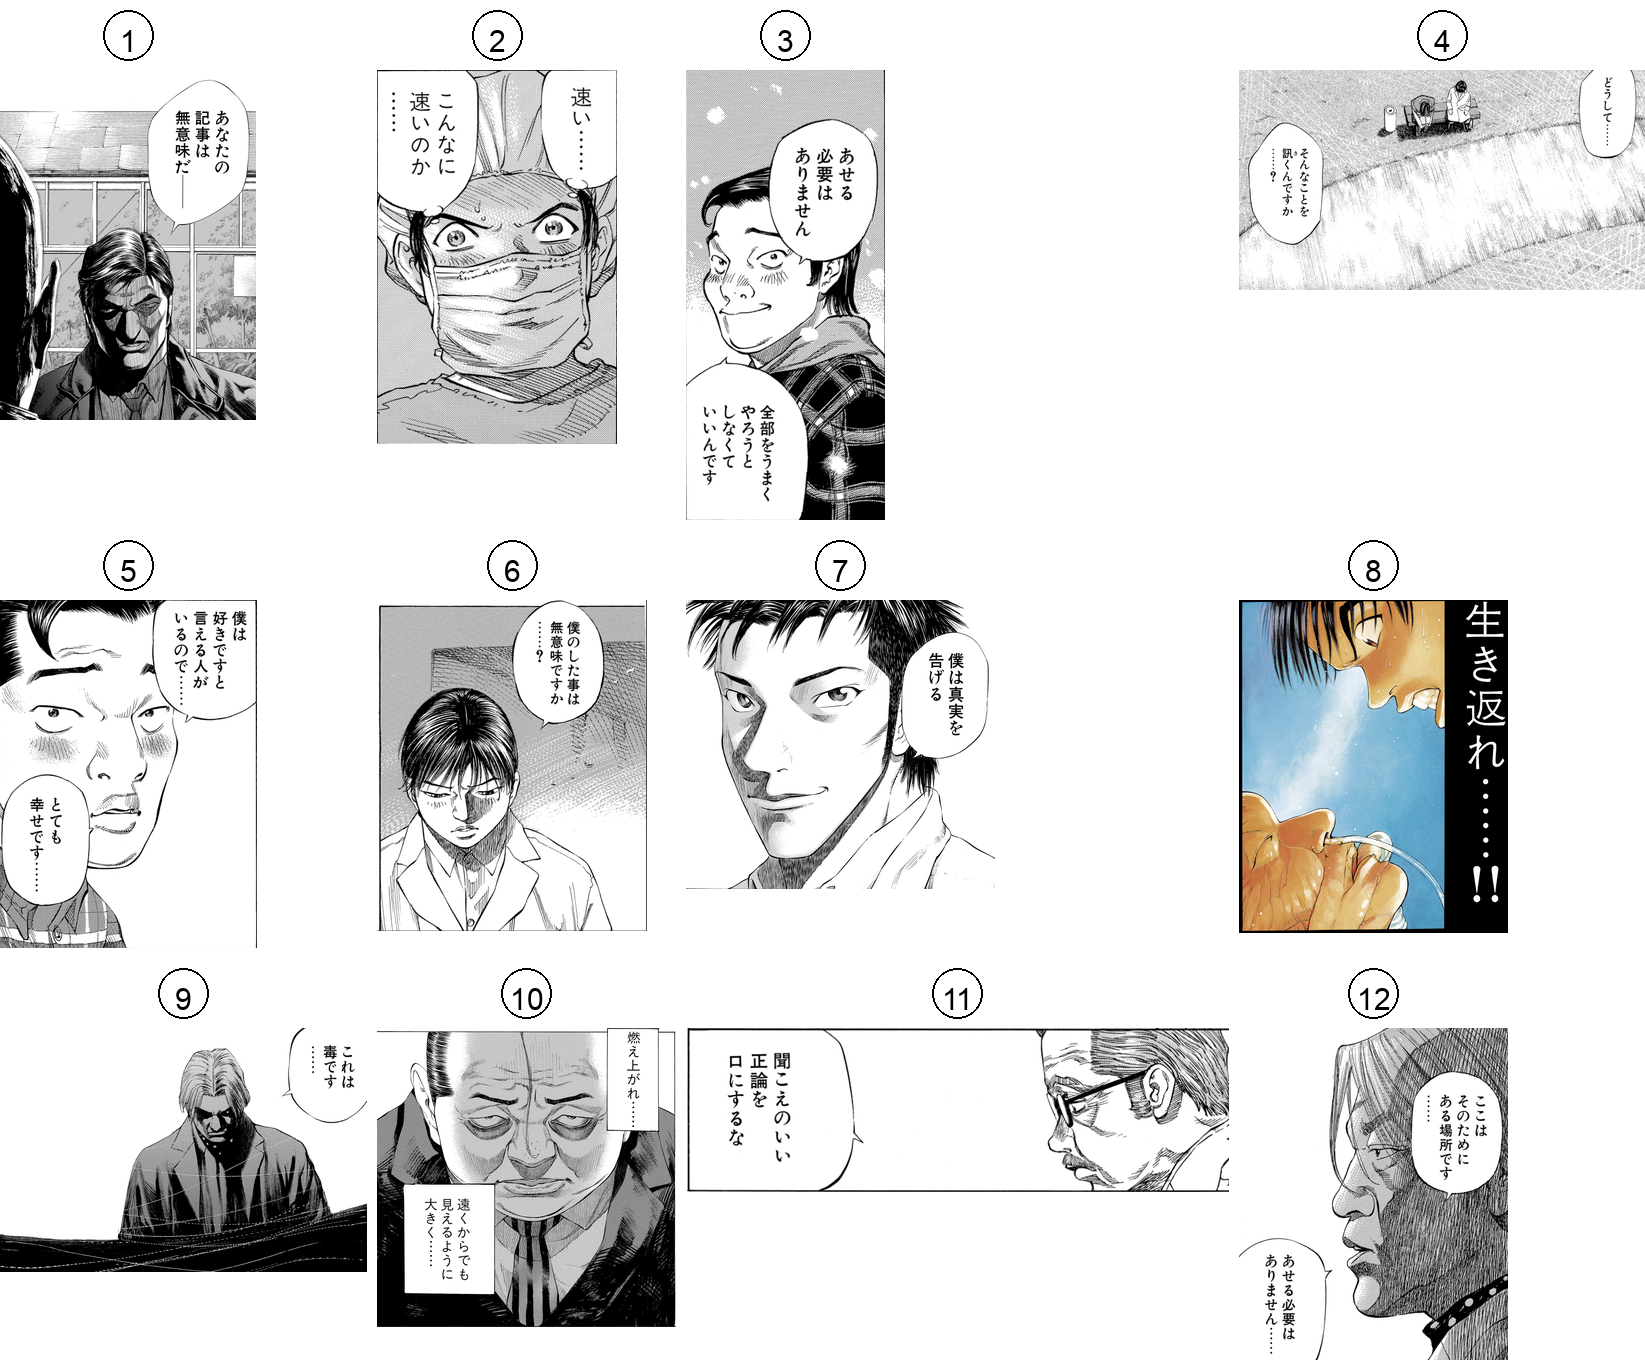 1
あなたの
記事は
無意味だ――
2
速い……
こんなに
速いのか
……
3
あせる
必要は
ありません
全部をうまく
やろうと
しなくて
いいんです
4
どうして……
そんなことを
訊くんですか
……?
5
僕は
好きですと
言える人が
いるので……
とても
幸せです……
6
僕のした事は
無意味ですか
……?
7
僕は真実を
告げる
8
生き返れ……!!
9
これは
毒です
……
10
燃え上がれ……
遠くからでも
見えるように
大きく……
11
聞こえのいい
正論を
口にするな
12
ここは
そのために
ある場所です
……
あせる必要は
ありません……